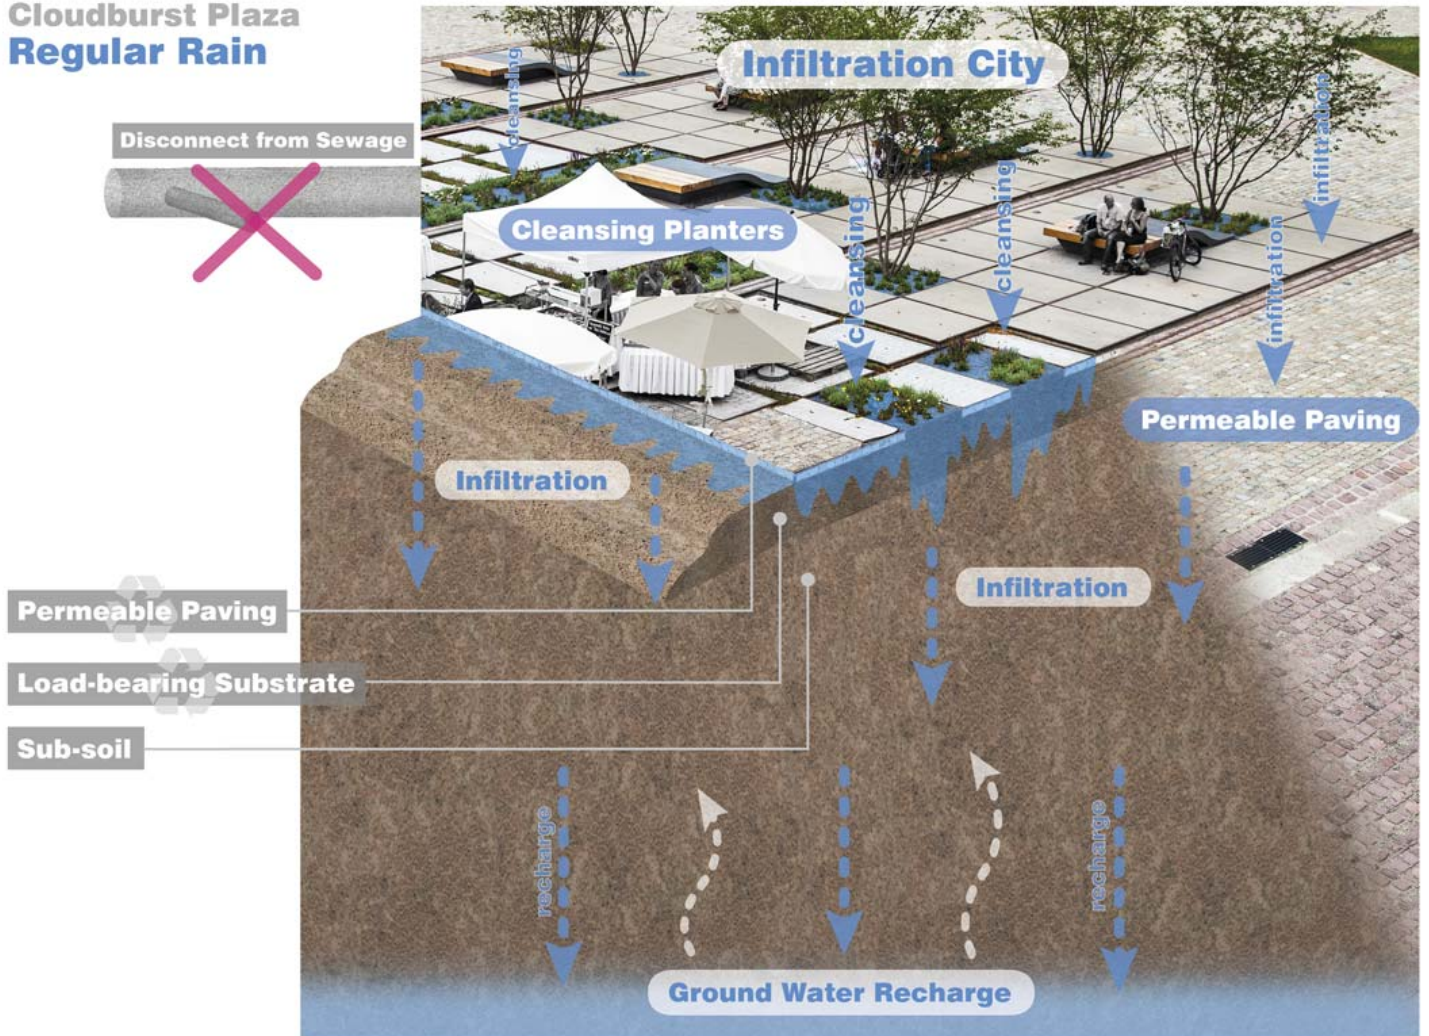 Cloudburst Plaza
Regular Rain
Infiltration City
cleansing
infiltration
Disconnect from Sewage
Cleansing Planters
cleansing
cleansing
infiltration
Permeable Paving
Infiltration
Infiltration
Permeable Paving
Load-bearing Substrate
Sub-soil
recharge
recharge
Ground Water Recharge